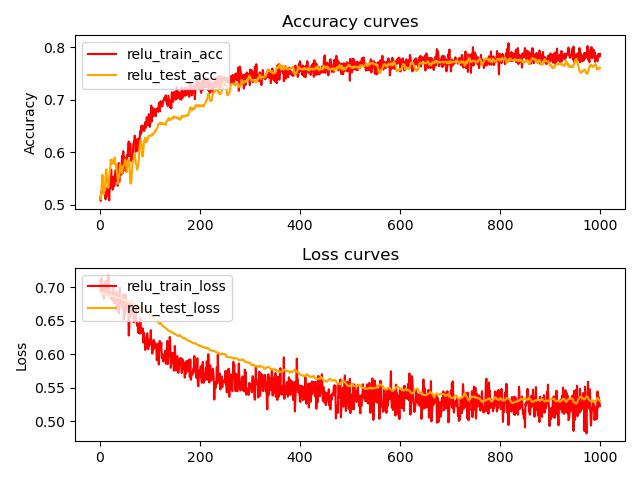 Accuracy curves
0.8
0.7
0.6
0.5
Accuracy
relu_train_acc
relu_test_acc
0 200 400 600 800 1000
Loss curves
0.70
0.65
0.60
0.55
0.50
Loss
relu_train_loss
relu_test_loss
0 200 400 600 800 1000